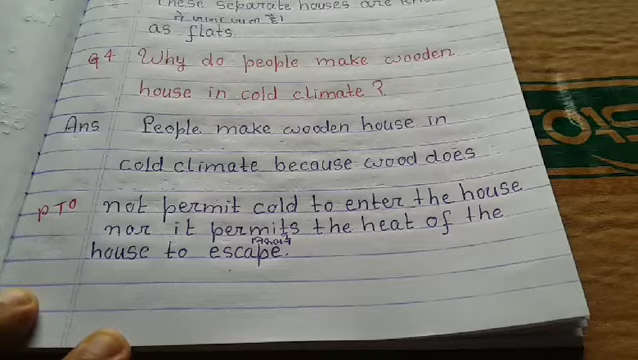 These separate houses are
as flats
Q4 Why do people make wooden
house in cold climate?
Ans People make wooden house in
cold climate because wood does
PTO not permit cold to enter the house
nor it permits the heat of the
house to escape.